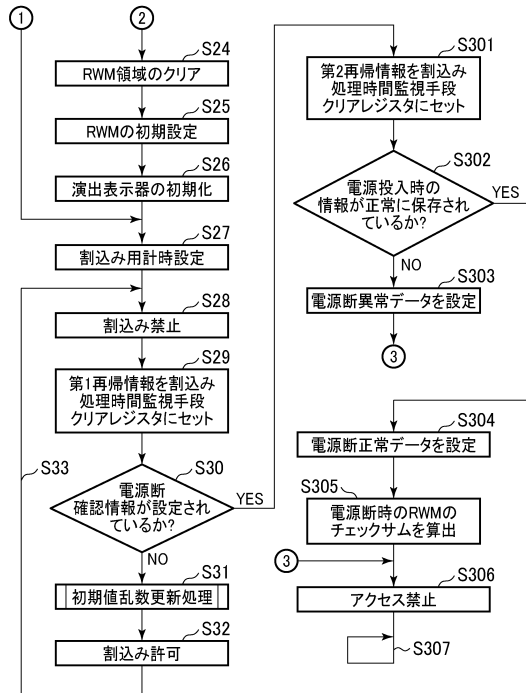 ①
②
S24
RWM領域のクリア
S25
RWMの初期設定
S26
演出表示器の初期化
S27
割込み用計時設定
S28
割込み禁止
S29
第1再帰情報を割込み
処理時間監視手段
クリアレジスタにセット
S33
S30
電源断
確認情報が設定され
ているか?
YES
NO
S31
初期値乱数更新処理
S32
割込み許可
S301
第2再帰情報を割込み
処理時間監視手段
クリアレジスタにセット
S302
電源投入時の
情報が正常に保存され
ているか?
YES
NO
S303
電源断異常データを設定
③
S304
電源断正常データを設定
S305
電源断時のRWMの
チェックサムを算出
③
S306
アクセス禁止
S307